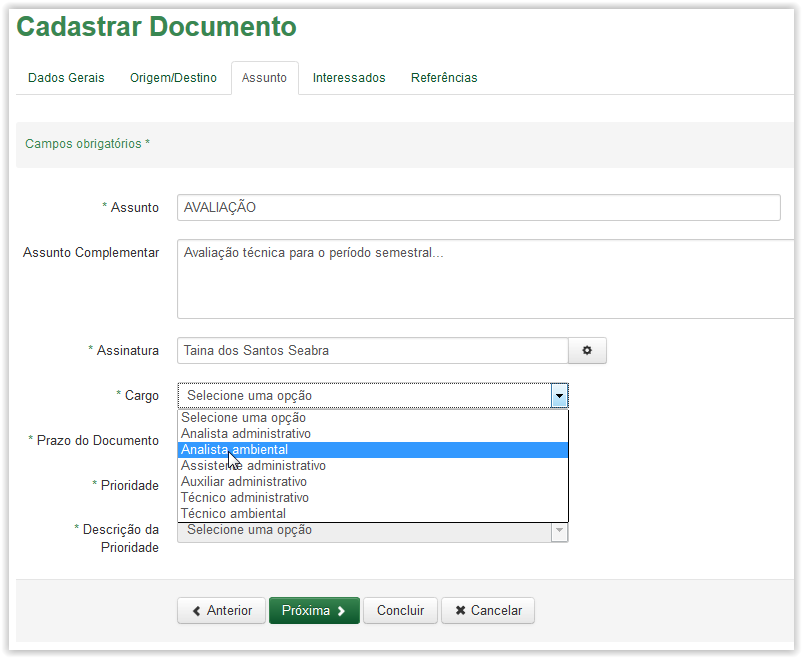 Cadastrar Documento
Dados Gerais Origem/Destino Assunto Interessados Referências
Campos obrigatórios *
* Assunto AVALIAÇÃO
Assunto Complementar Avaliação técnica para o período semestral...
* Assinatura Taina dos Santos Seabra
* Cargo Selecione uma opção
Selecione uma opção
Analista administrativo
* Prazo do Documento
Analista ambiental
Assistente administrativo
* Prioridade
Auxiliar administrativo
Técnico administrativo
Técnico ambiental
* Descrição da Prioridade
Selecione uma opção
Anterior Próxima Concluir Cancelar